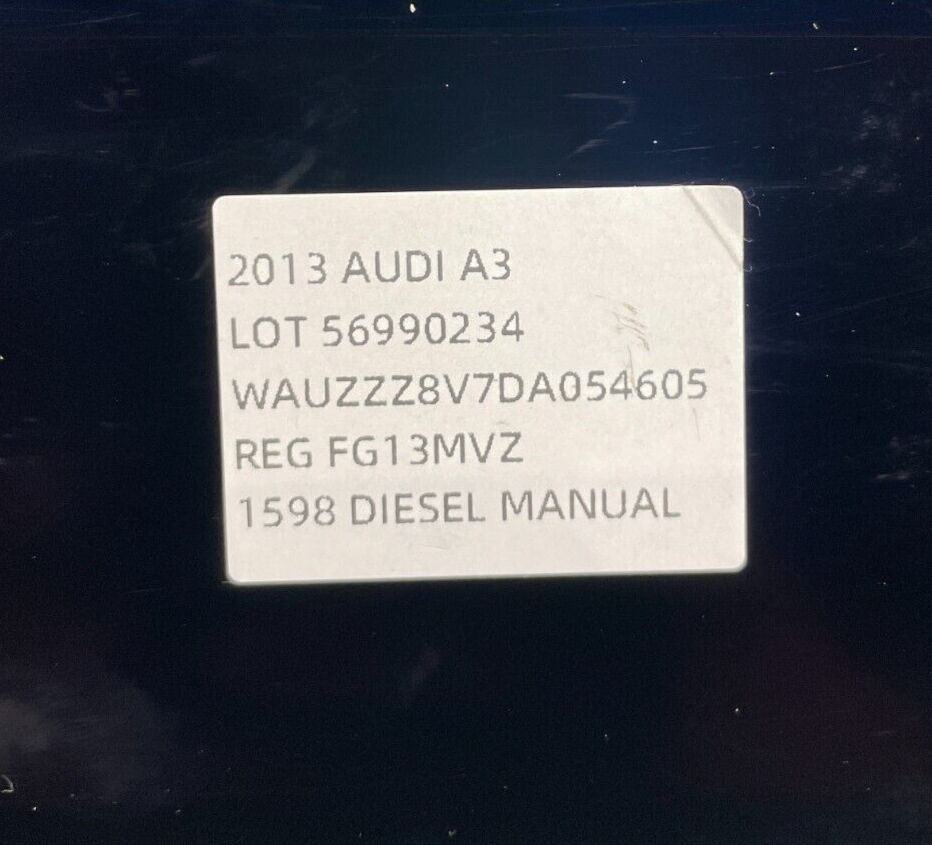 2013 AUDI A3
LOT 56990234
WAUZZZ8V7DA054605
REG FG13MVZ
1598 DIESEL MANUAL